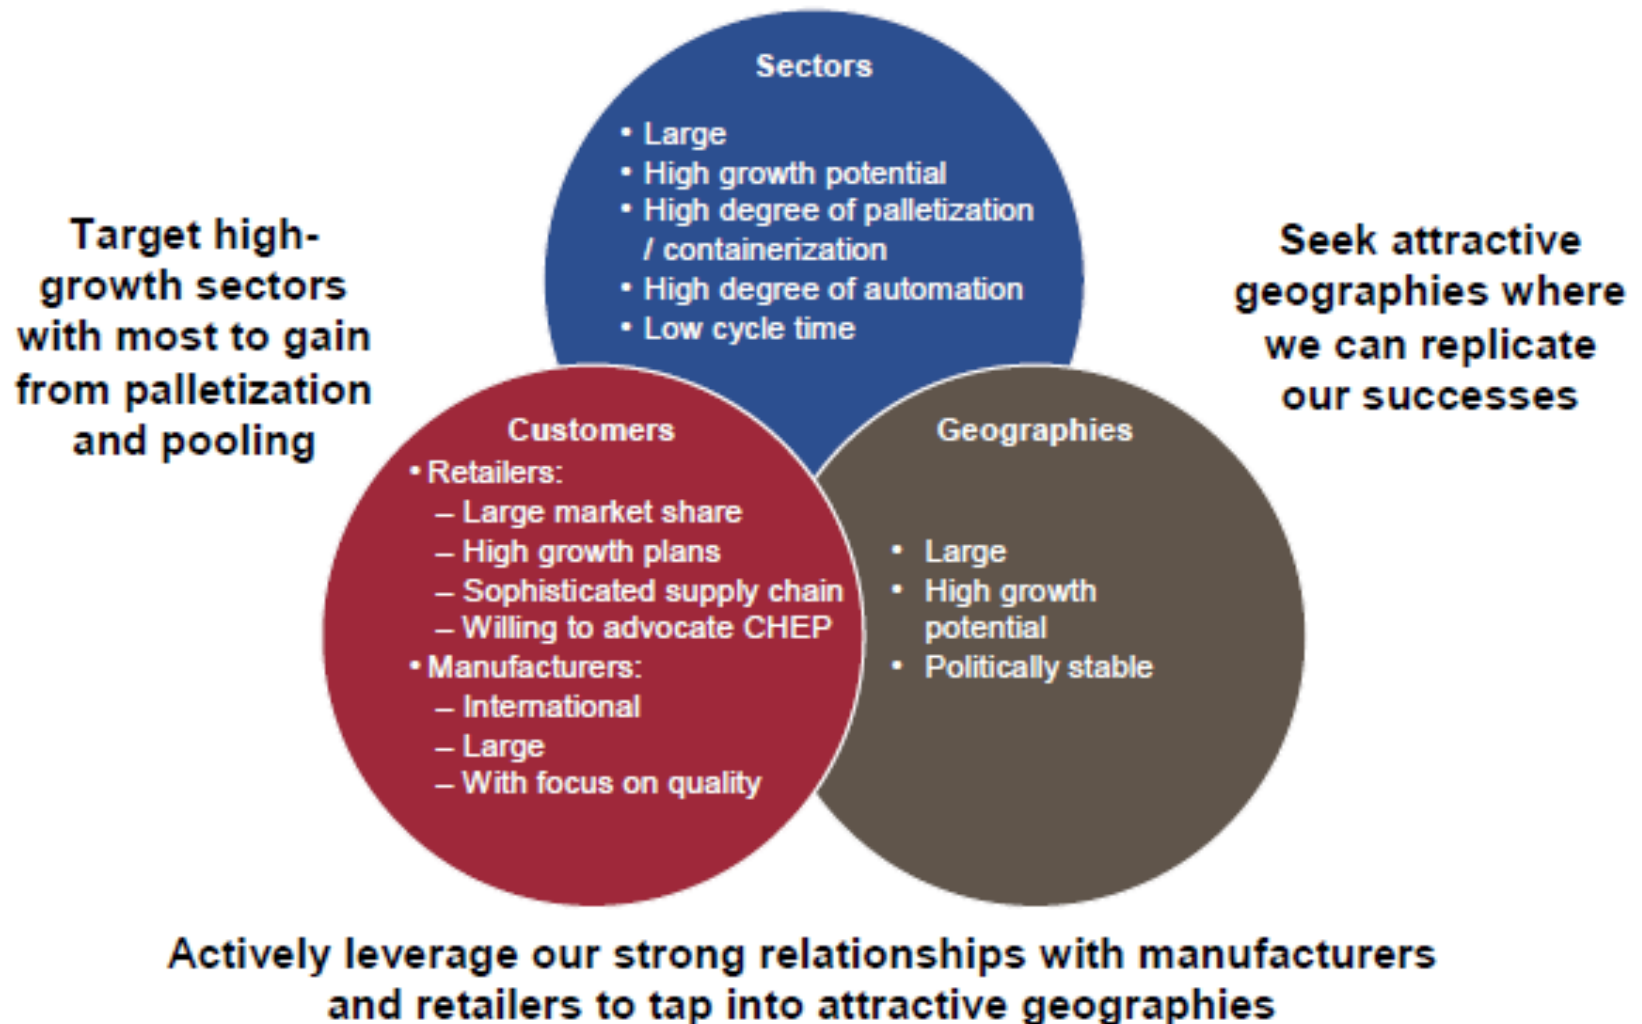 Sectors
• Large
• High growth potential
• High degree of palletization
/ containerization
• High degree of automation
• Low cycle time
Target high-
growth sectors
with most to gain
from palletization
and pooling
Seek attractive
geographies where
we can replicate
our successes
Customers
• Retailers:
– Large market share
– High growth plans
– Sophisticated supply chain
– Willing to advocate CHEP
• Manufacturers:
– International
– Large
– With focus on quality
Geographies
• Large
• High growth
potential
• Politically stable
Actively leverage our strong relationships with manufacturers
and retailers to tap into attractive geographies